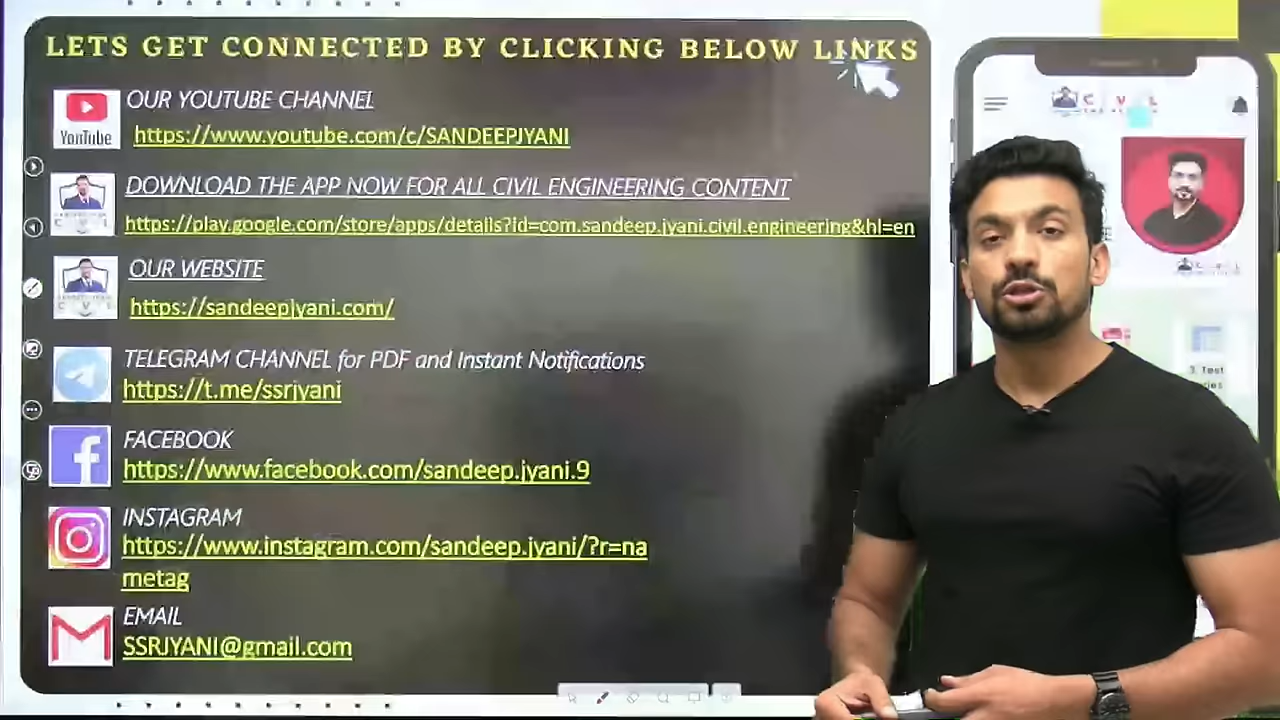 LETS GET CONNECTED BY CLICKING BELOW LINKS
OUR YOUTUBE CHANNEL
YouTube
https://www.youtube.com/c/SANDEEPJYANI
DOWNLOAD THE APP NOW FOR ALL CIVIL ENGINEERING CONTENT
https://play.google.com/store/apps/details?id=com.sandeep.jyani.civil.engineering&hl=en
OUR WEBSITE
https://sandeepjyani.com/
TELEGRAM CHANNEL for PDF and Instant Notifications
https://t.me/ssrjyani
FACEBOOK
https://www.facebook.com/sandeep.jyani.9
INSTAGRAM
https://www.instagram.com/sandeep.jyani/?r=na
metag
EMAIL
SSRJYANI@gmail.com
3. Test